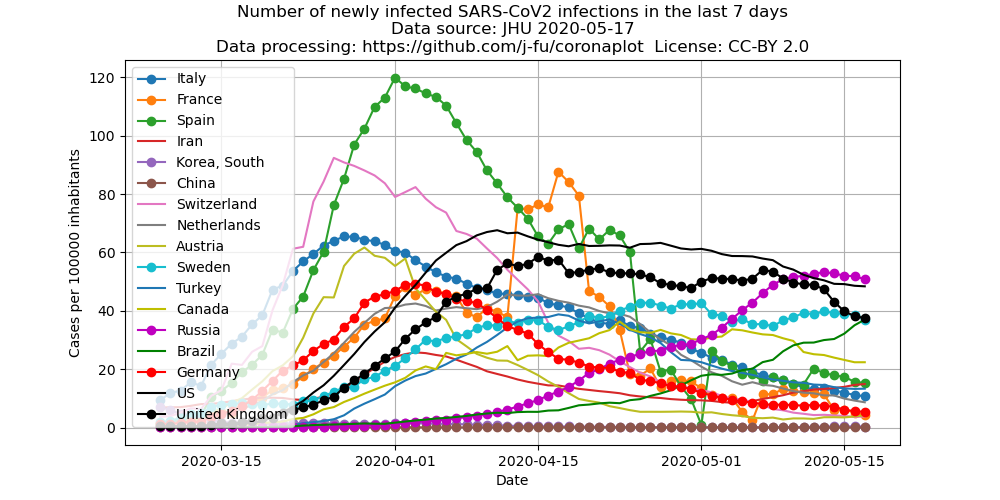 Number of newly infected SARS-CoV2 infections in the last 7 days
Data source: JHU 2020-05-17
Data processing: https://github.com/j-fu/coronaplot  License: CC-BY 2.0
120
100
80
60
40
20
0
Cases per 100000 inhabitants
Italy
France
Spain
Iran
Korea, South
China
Switzerland
Netherlands
Austria
Sweden
Turkey
Canada
Russia
Brazil
Germany
US
United Kingdom
2020-03-15 2020-04-01 2020-04-15 2020-05-01 2020-05-15
Date